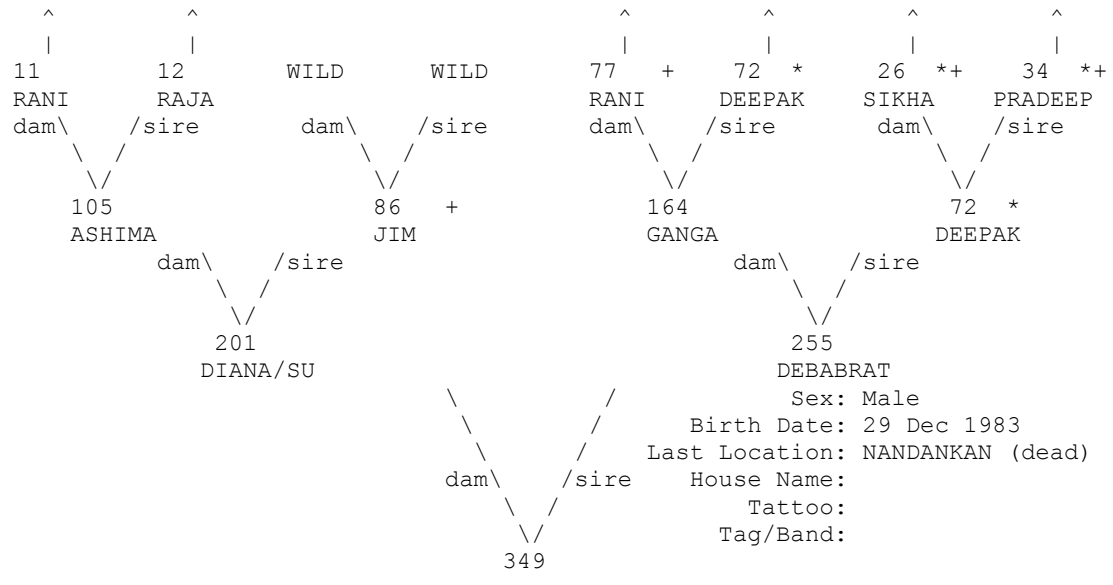 ^ ^ ^ ^ ^ ^
| | | | | |
11 12 WILD WILD 77 + 72 * 26 *+ 34 *+
RANI RAJA RANI DEEPAK SIKHA PRADEEP
dam\ /sire dam\ /sire dam\ /sire dam\ /sire
\ / \ / \ / \ /
\/ \/ \/ \/
105 86 + 164 72 *
ASHIMA JIM GANGA DEEPAK
dam\ /sire dam\ /sire
\ / \ /
\/ \/
201 255
DIANA/SU DEBABRAT
\ / Sex: Male
\ / Birth Date: 29 Dec 1983
\ / Last Location: NANDANKAN (dead)
dam\ /sire House Name:
\ / Tattoo:
\/ Tag/Band:
349